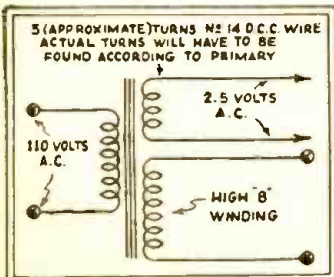 5 (APPROXIMATE) TURNS Nº 14 D.C.C. WIRE
ACTUAL TURNS WILL HAVE TO BE
FOUND ACCORDING TO PRIMARY
110 VOLTS
A.C.
2.5 VOLTS
A.C.
HIGH "B"
WINDING